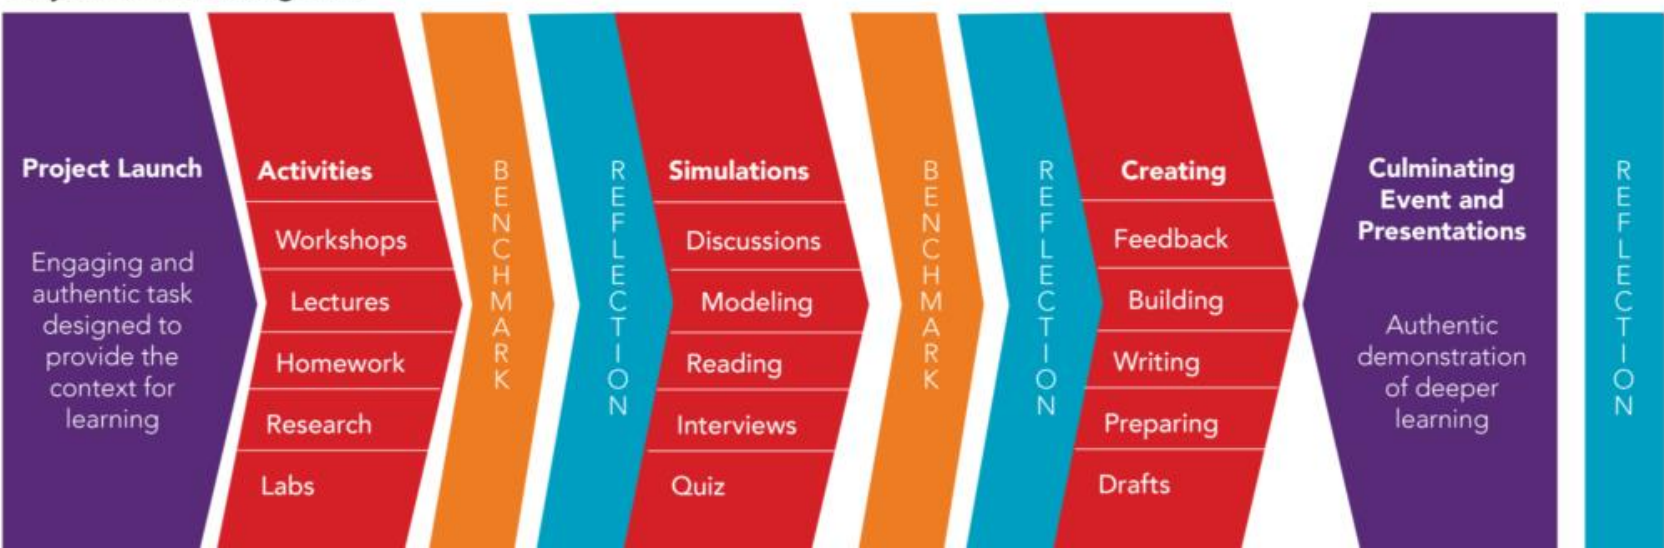 Project Launch
Engaging and
authentic task
designed to
provide the
context for
learning
Activities
Workshops
Lectures
Homework
Research
Labs
BENCHMARK
REFLECTION
Simulations
Discussions
Modeling
Reading
Interviews
Quiz
BENCHMARK
REFLECTION
Creating
Feedback
Building
Writing
Preparing
Drafts
Culminating
Event and
Presentations
Authentic
demonstration
of deeper
learning
REFLECTION